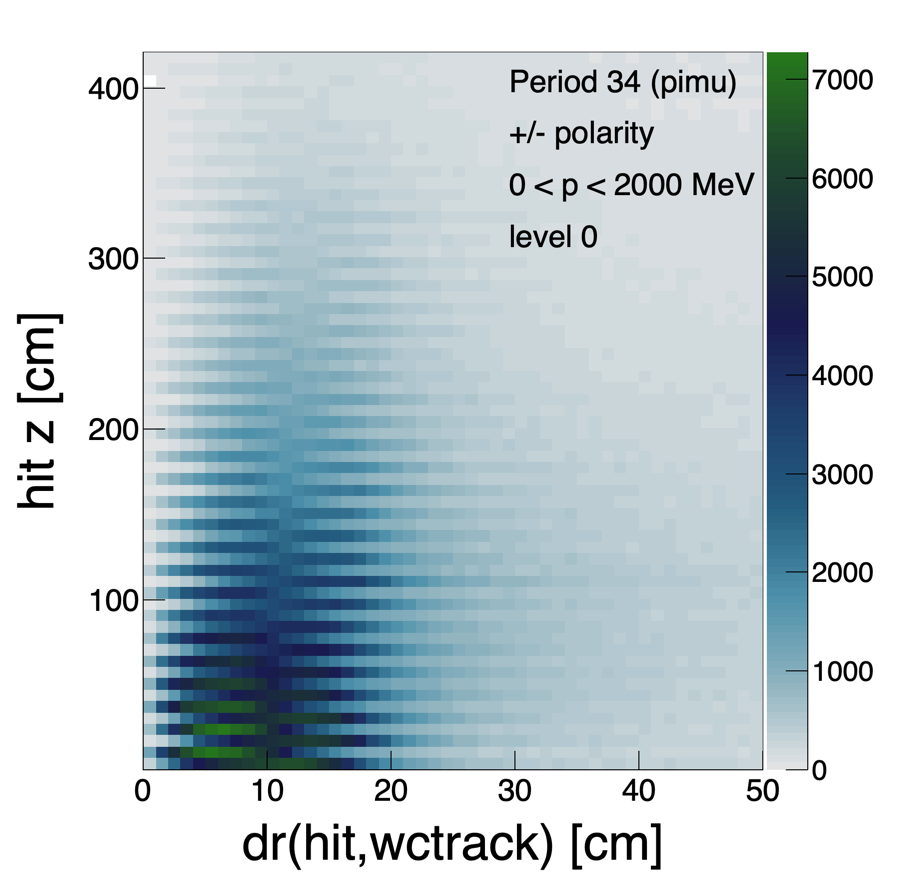 Period 34 (pimu)
+/- polarity
0 < p < 2000 MeV
level 0
hit z [cm]
400
300
200
100
0 10 20 30 40 50
dr(hit,wctrack) [cm]
7000
6000
5000
4000
3000
2000
1000
0